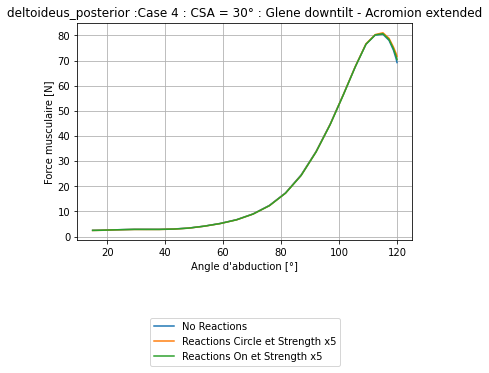 deltoideus_posterior :Case 4 : CSA = 30° : Glene downtilt - Acromion extended
80
70
60
50
40
30
20
10
0
Force musculaire [N]
20 40 60 80 100 120
Angle d'abduction [°]
No Reactions
Reactions Circle et Strength x5
Reactions On et Strength x5